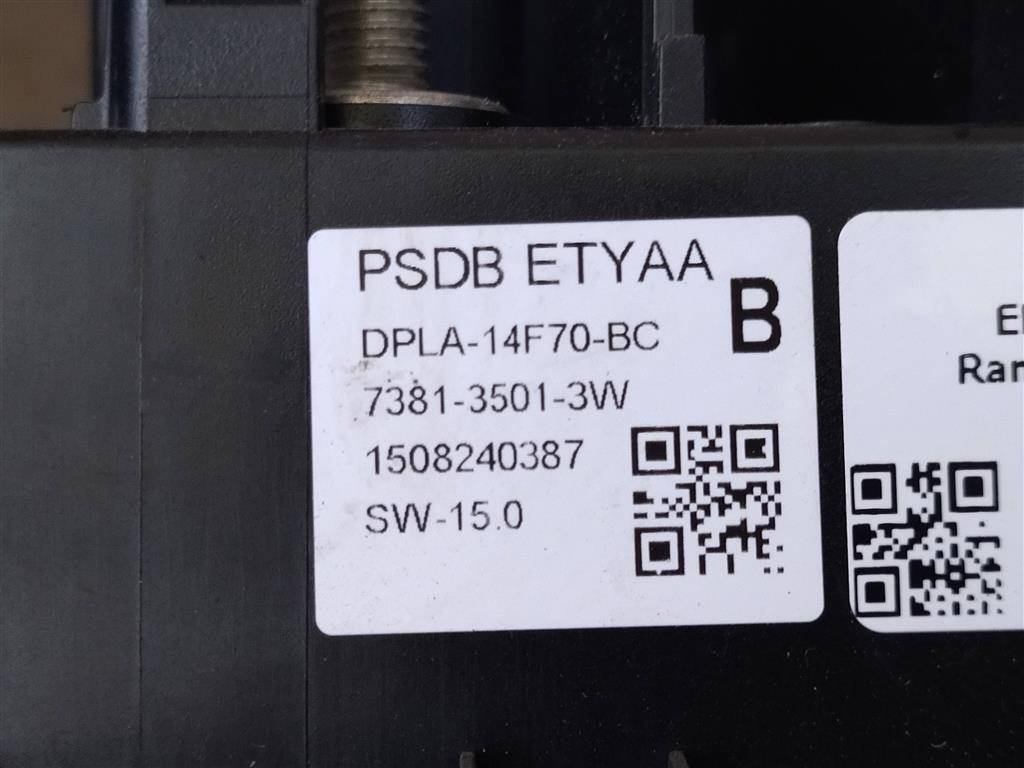 PSDB ETYAA
B
DPLA-14F70-BC
7381-3501-3W
1508240387
SW-15.0